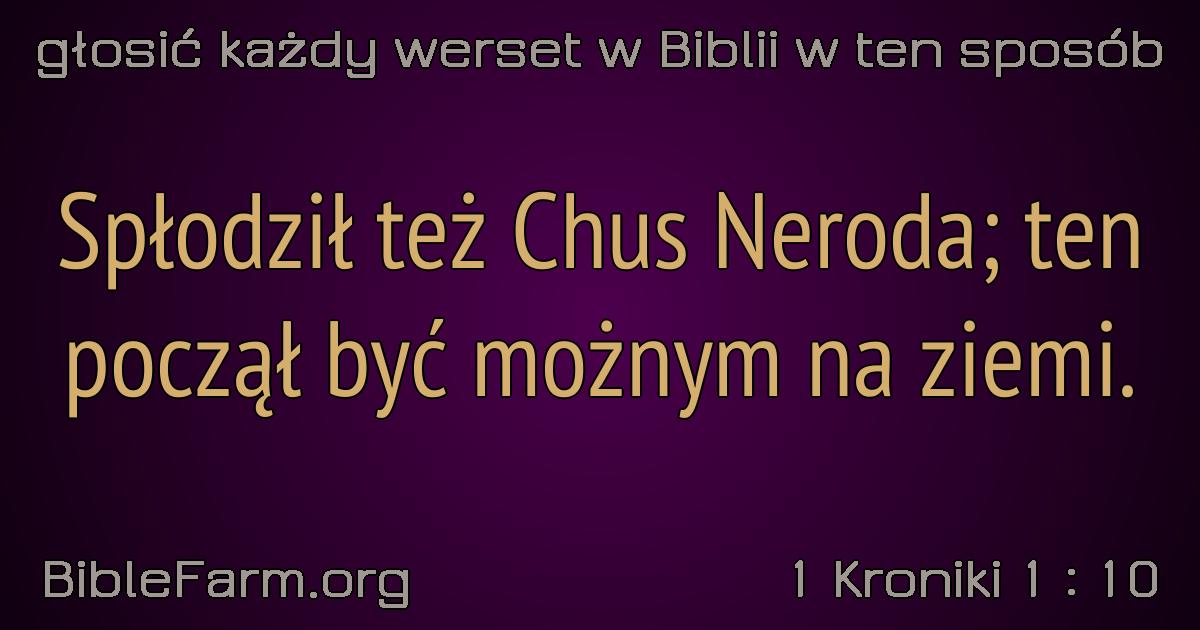 głosić każdy werset w Biblii w ten sposób
Spłodził też Chus Neroda; ten
począł być możnym na ziemi.
BibleFarm.org
1 Kroniki 1 : 10